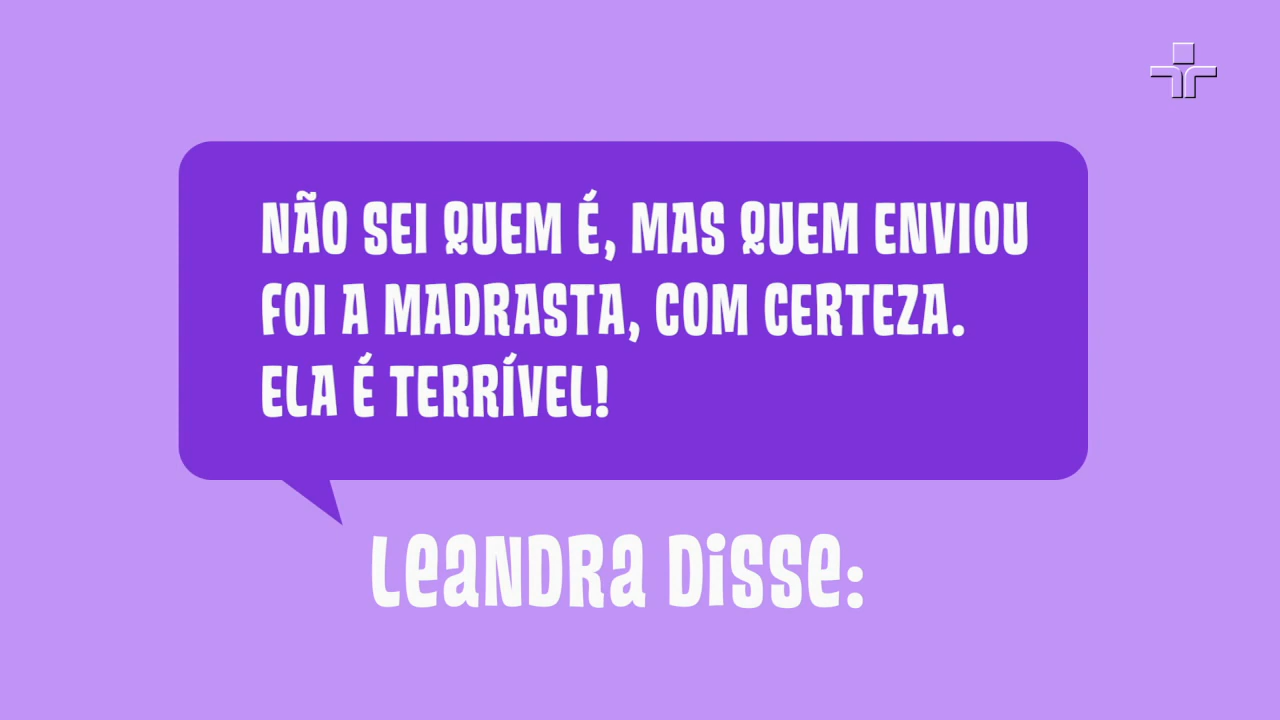 NÃO SEI QUEM É, MAS QUEM ENVIOU
FOI A MADRASTA, COM CERTEZA.
ELA É TERRÍVEL!
LeaNDRa Disse: